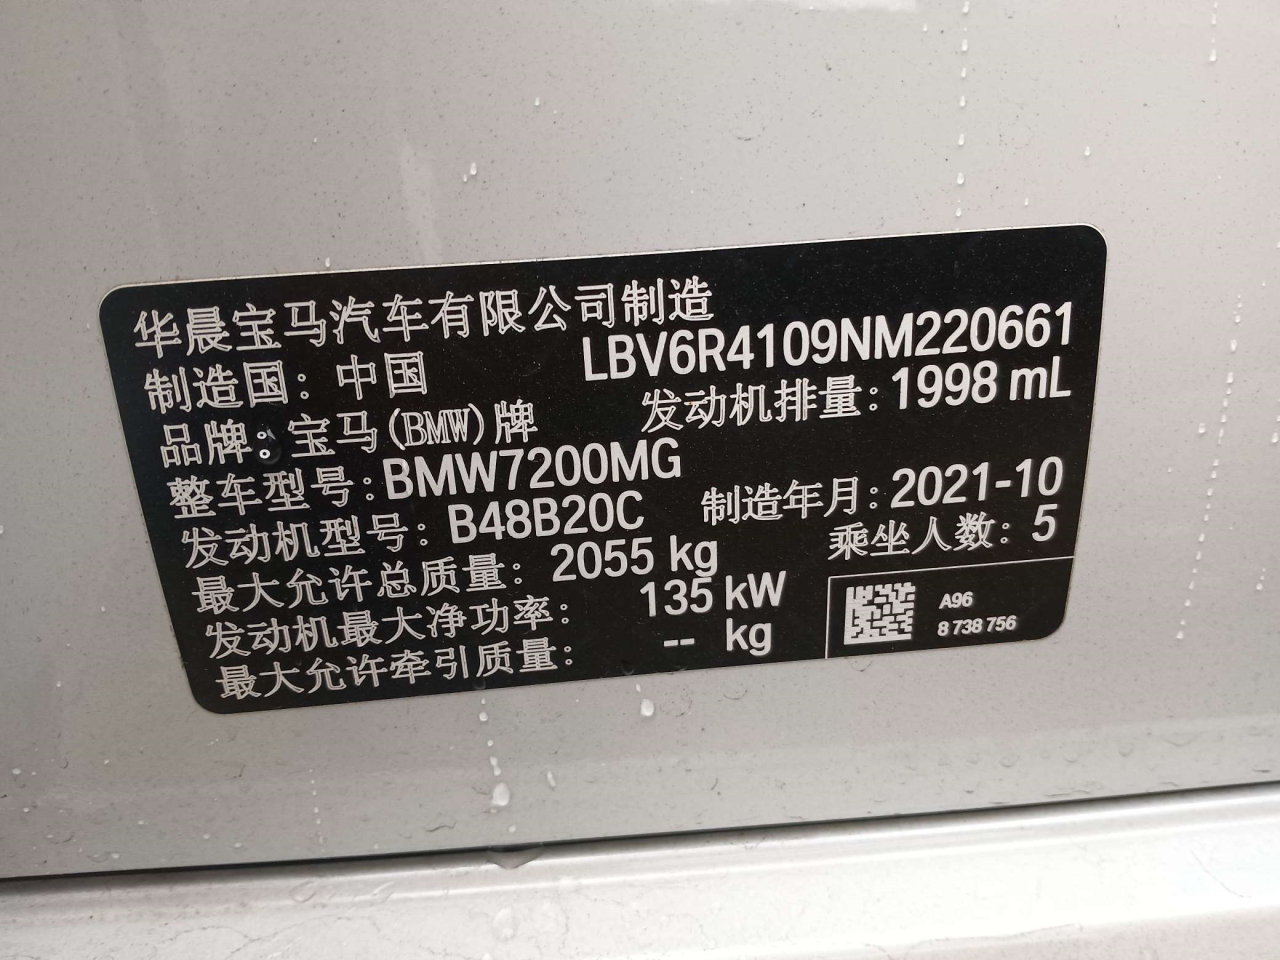 华晨宝马汽车有限公司制造
制造国：中国 LBV6R4109NM220661
品牌：宝马(BMW)牌 发动机排量：1998 mL
整车型号：BMW7200MG
发动机型号：B48B20C 制造年月：2021-10
最大允许总质量：2055 kg 乘坐人数：5
发动机最大净功率：135 kW
最大允许牵引质量：-- kg
A96
8 738 756